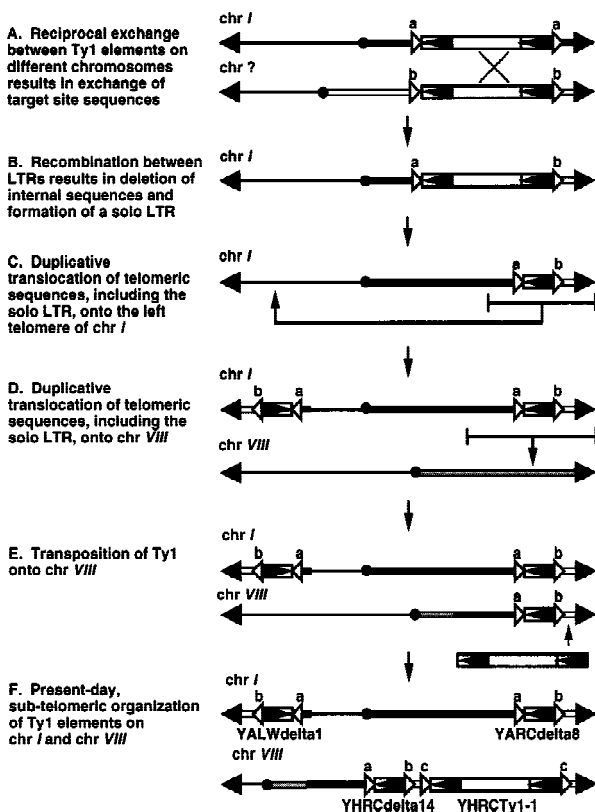 chr I
a
a
A. Reciprocal exchange
between Ty1 elements on
different chromosomes
results in exchange of
target site sequences
chr ?
b
b
B. Recombination between
LTRs results in deletion of
internal sequences and
formation of a solo LTR
chr I
a
b
C. Duplicative
translocation of telomeric
sequences, including the
solo LTR, onto the left
telomere of chr I
chr I
a
b
D. Duplicative
translocation of telomeric
sequences, including the
solo LTR, onto chr VIII
chr I
b
a
a
b
chr VIII
E. Transposition of Ty1
onto chr VIII
chr I
b
a
a
b
chr VIII
a
b
F. Present-day,
sub-telomeric organization
of Ty1 elements on
chr I and chr VIII
chr I
b
a
a
b
YALWdelta1
YARCdelta8
chr VIII
a
b
c
c
YHRCdelta14
YHRCTy1-1